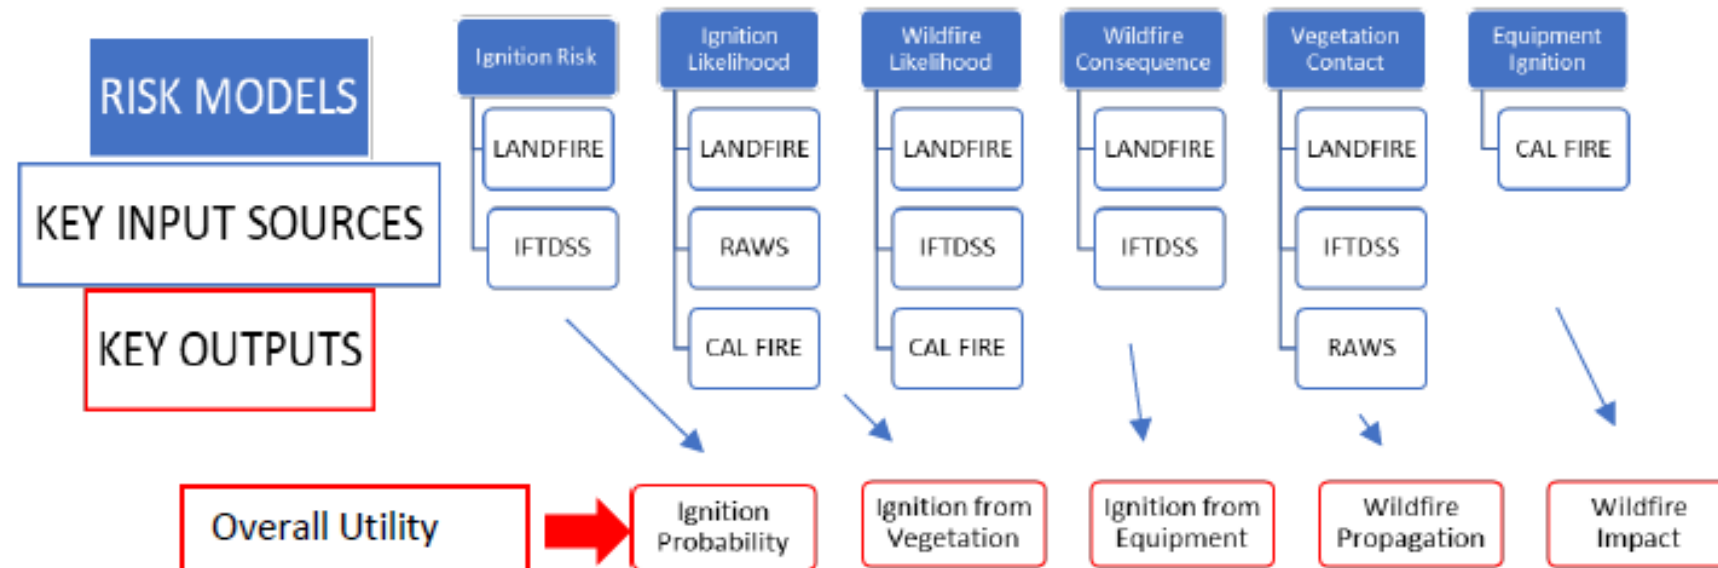 RISK MODELS
KEY INPUT SOURCES
KEY OUTPUTS
Ignition Risk
LANDFIRE
IFTDSS
Ignition
Likelihood
LANDFIRE
RAWS
CAL FIRE
Wildfire
Likelihood
LANDFIRE
IFTDSS
CAL FIRE
Wildfire
Consequence
LANDFIRE
IFTDSS
Vegetation
Contact
LANDFIRE
IFTDSS
RAWS
Equipment
Ignition
CAL FIRE
Overall Utility
Ignition
Probability
Ignition from
Vegetation
Ignition from
Equipment
Wildfire
Propagation
Wildfire
Impact